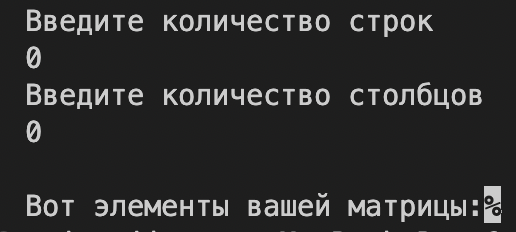 Введите количество строк
0
Введите количество столбцов
0
Вот элементы вашей матрицы:%